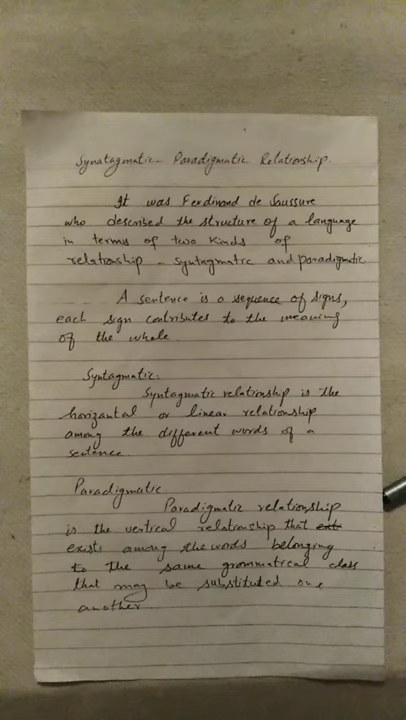 Synatagmatic - Paradigmatic Relationship.
It was Ferdinand de Saussure
who described the structure of a language
in terms of two kinds of
relationship - syntagmatic and paradigmatic
A sentence is a sequence of signs,
each sign contributes to the meaning
of the whole
Syntagmatic:
Syntagmatic relationship is the
horizantal or linear relationship
among the different words of a
sentence
Paradigmatic
Paradigmatic relationship
is the vertical relationship that ext
exists among the words belonging
to the same grammatical class
that may be substituted one
another